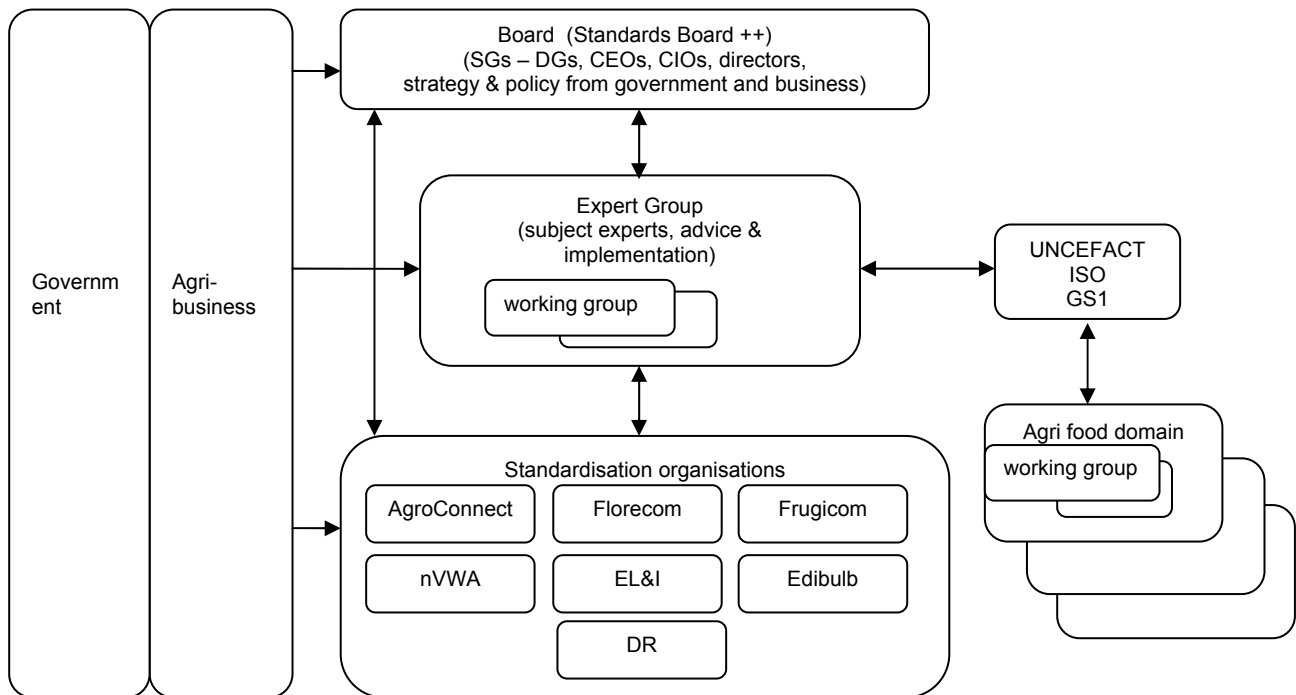 Board  (Standards Board ++)
(SGs – DGs, CEOs, CIOs, directors,
strategy & policy from government and business)
Expert Group
(subject experts, advice &
implementation)
working group
Governm
ent
Agri-
business
UNCEFACT
ISO
GS1
Agri food domain
working group
Standardisation organisations
AgroConnect
Florecom
Frugicom
nVWA
EL&I
Edibulb
DR